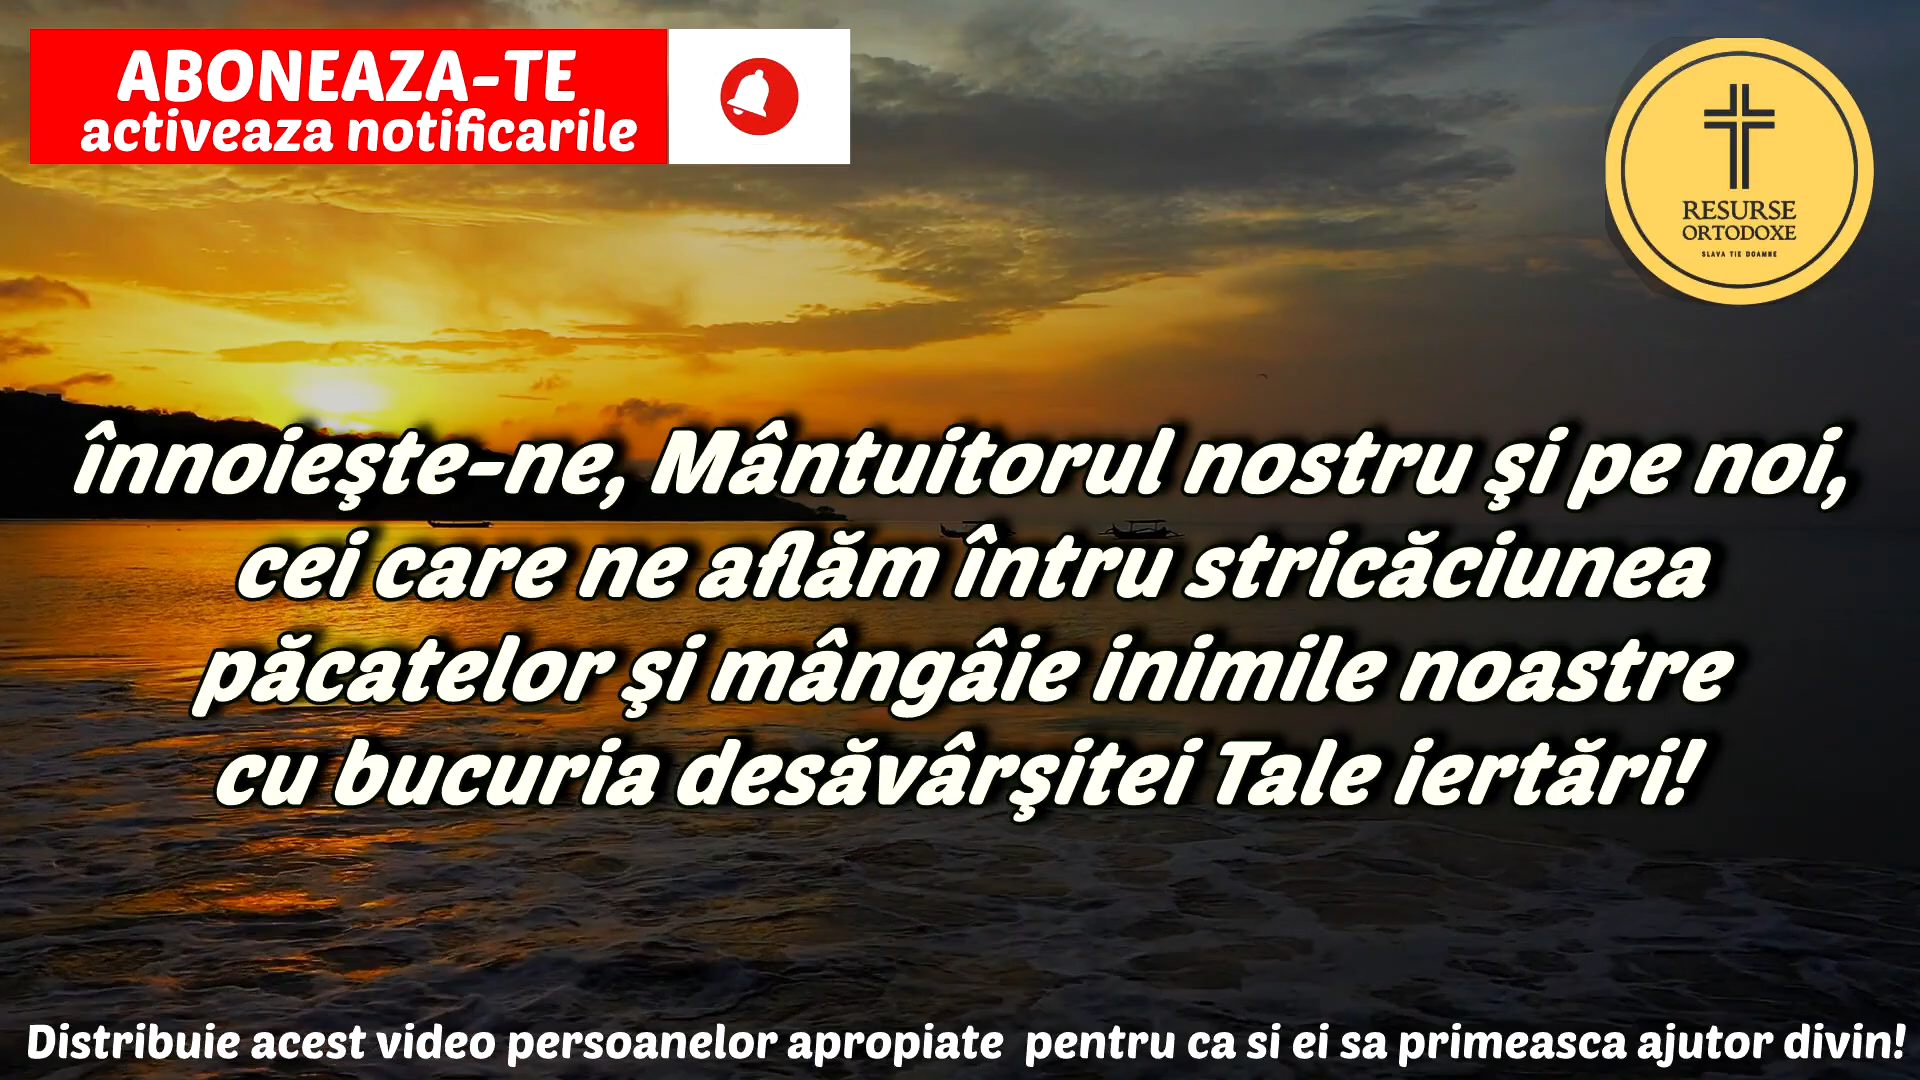 ABONEAZA-TE
activeaza notificarile
RESURSE
ORTODOXE
SLAVA TIE DOAMNE
înnoieşte-ne, Mântuitorul nostru şi pe noi,
cei care ne aflăm întru stricăciunea
păcatelor şi mângâie inimile noastre
cu bucuria desăvârşitei Tale iertări!
Distribuie acest video persoanelor apropiate pentru ca si ei sa primeasca ajutor divin!